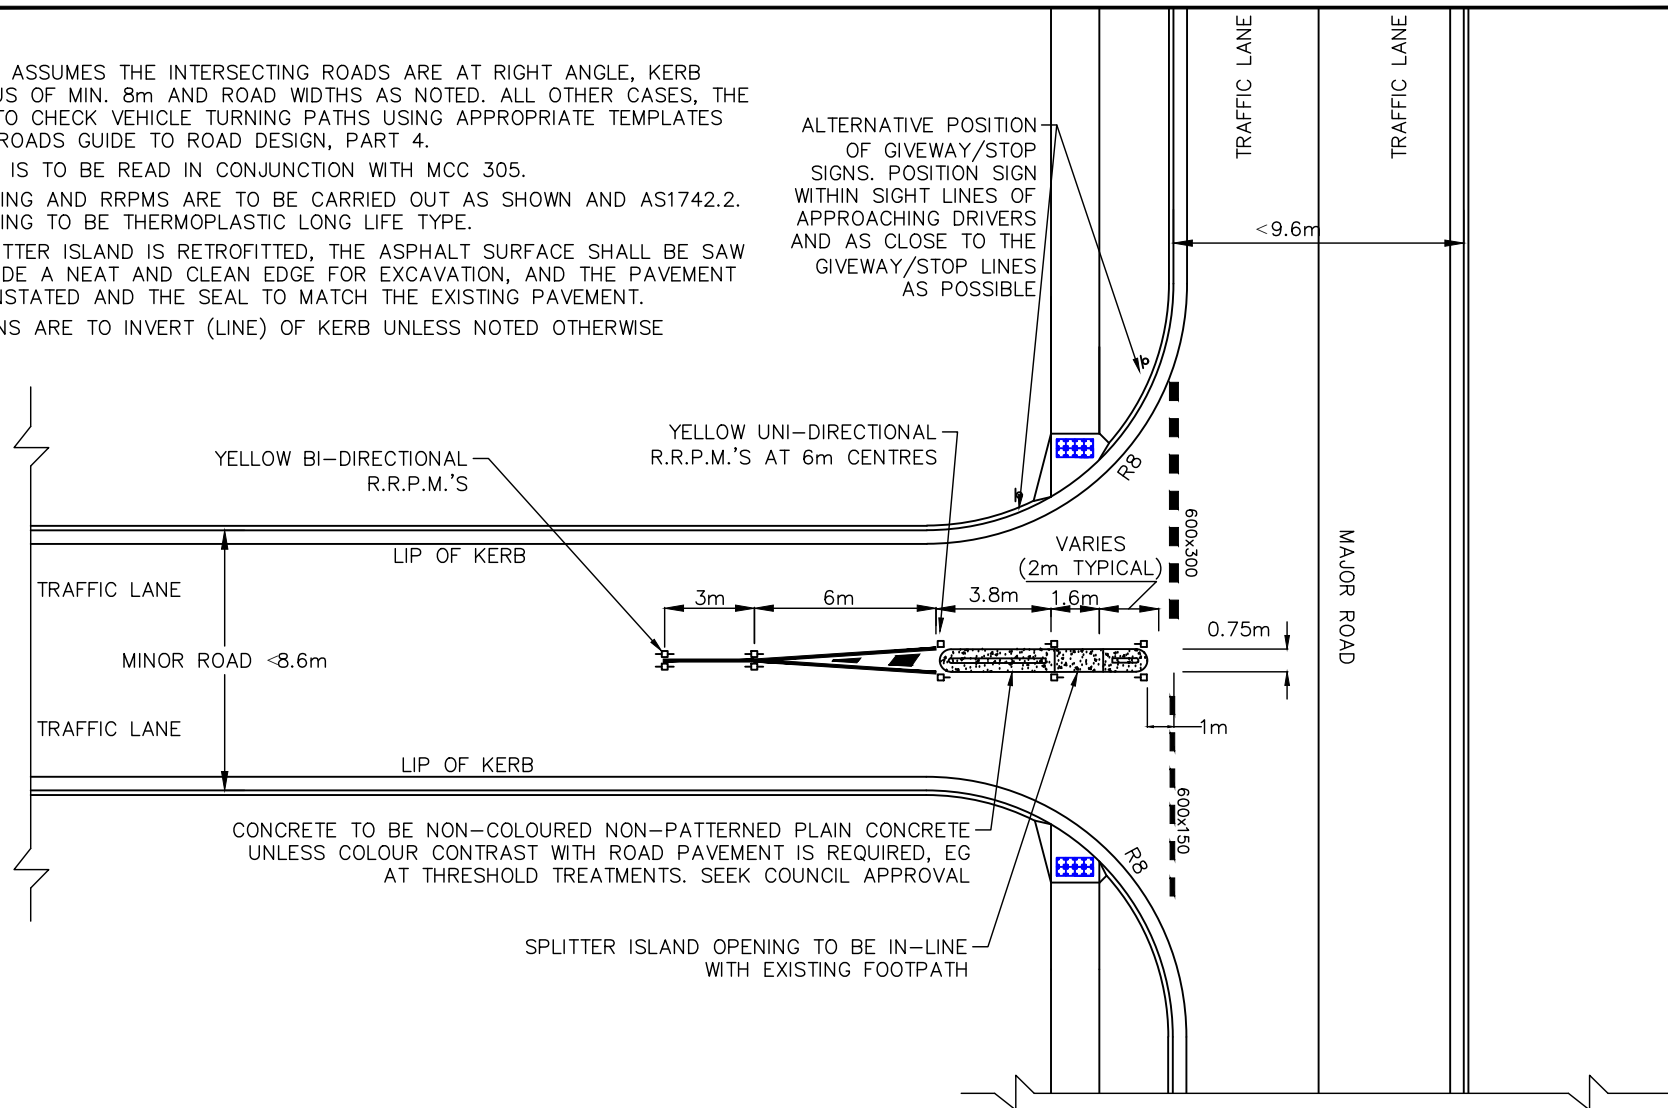 ASSUMES THE INTERSECTING ROADS ARE AT RIGHT ANGLE, KERB
OF MIN. 8m AND ROAD WIDTHS AS NOTED. ALL OTHER CASES, THE
TO CHECK VEHICLE TURNING PATHS USING APPROPRIATE TEMPLATES
ROADS GUIDE TO ROAD DESIGN, PART 4.
IS TO BE READ IN CONJUNCTION WITH MCC 305.
ING AND RRPMS ARE TO BE CARRIED OUT AS SHOWN AND AS1742.2.
ING TO BE THERMOPLASTIC LONG LIFE TYPE.
TTER ISLAND IS RETROFITTED, THE ASPHALT SURFACE SHALL BE SAW
DE A NEAT AND CLEAN EDGE FOR EXCAVATION, AND THE PAVEMENT
NSTATED AND THE SEAL TO MATCH THE EXISTING PAVEMENT.
NS ARE TO INVERT (LINE) OF KERB UNLESS NOTED OTHERWISE
ALTERNATIVE POSITION
OF GIVEWAY/STOP
SIGNS. POSITION SIGN
WITHIN SIGHT LINES OF
APPROACHING DRIVERS
AND AS CLOSE TO THE
GIVEWAY/STOP LINES
AS POSSIBLE
TRAFFIC LANE
TRAFFIC LANE
<9.6m
YELLOW UNI-DIRECTIONAL
R.R.P.M.'S AT 6m CENTRES
YELLOW BI-DIRECTIONAL
R.R.P.M.'S
R8
600x300
LIP OF KERB
VARIES
(2m TYPICAL)
TRAFFIC LANE
3m
6m
3.8m
1.6m
0.75m
MAJOR ROAD
MINOR ROAD <8.6m
TRAFFIC LANE
1m
LIP OF KERB
600x150
R8
CONCRETE TO BE NON-COLOURED NON-PATTERNED PLAIN CONCRETE
UNLESS COLOUR CONTRAST WITH ROAD PAVEMENT IS REQUIRED, EG
AT THRESHOLD TREATMENTS. SEEK COUNCIL APPROVAL
SPLITTER ISLAND OPENING TO BE IN-LINE
WITH EXISTING FOOTPATH